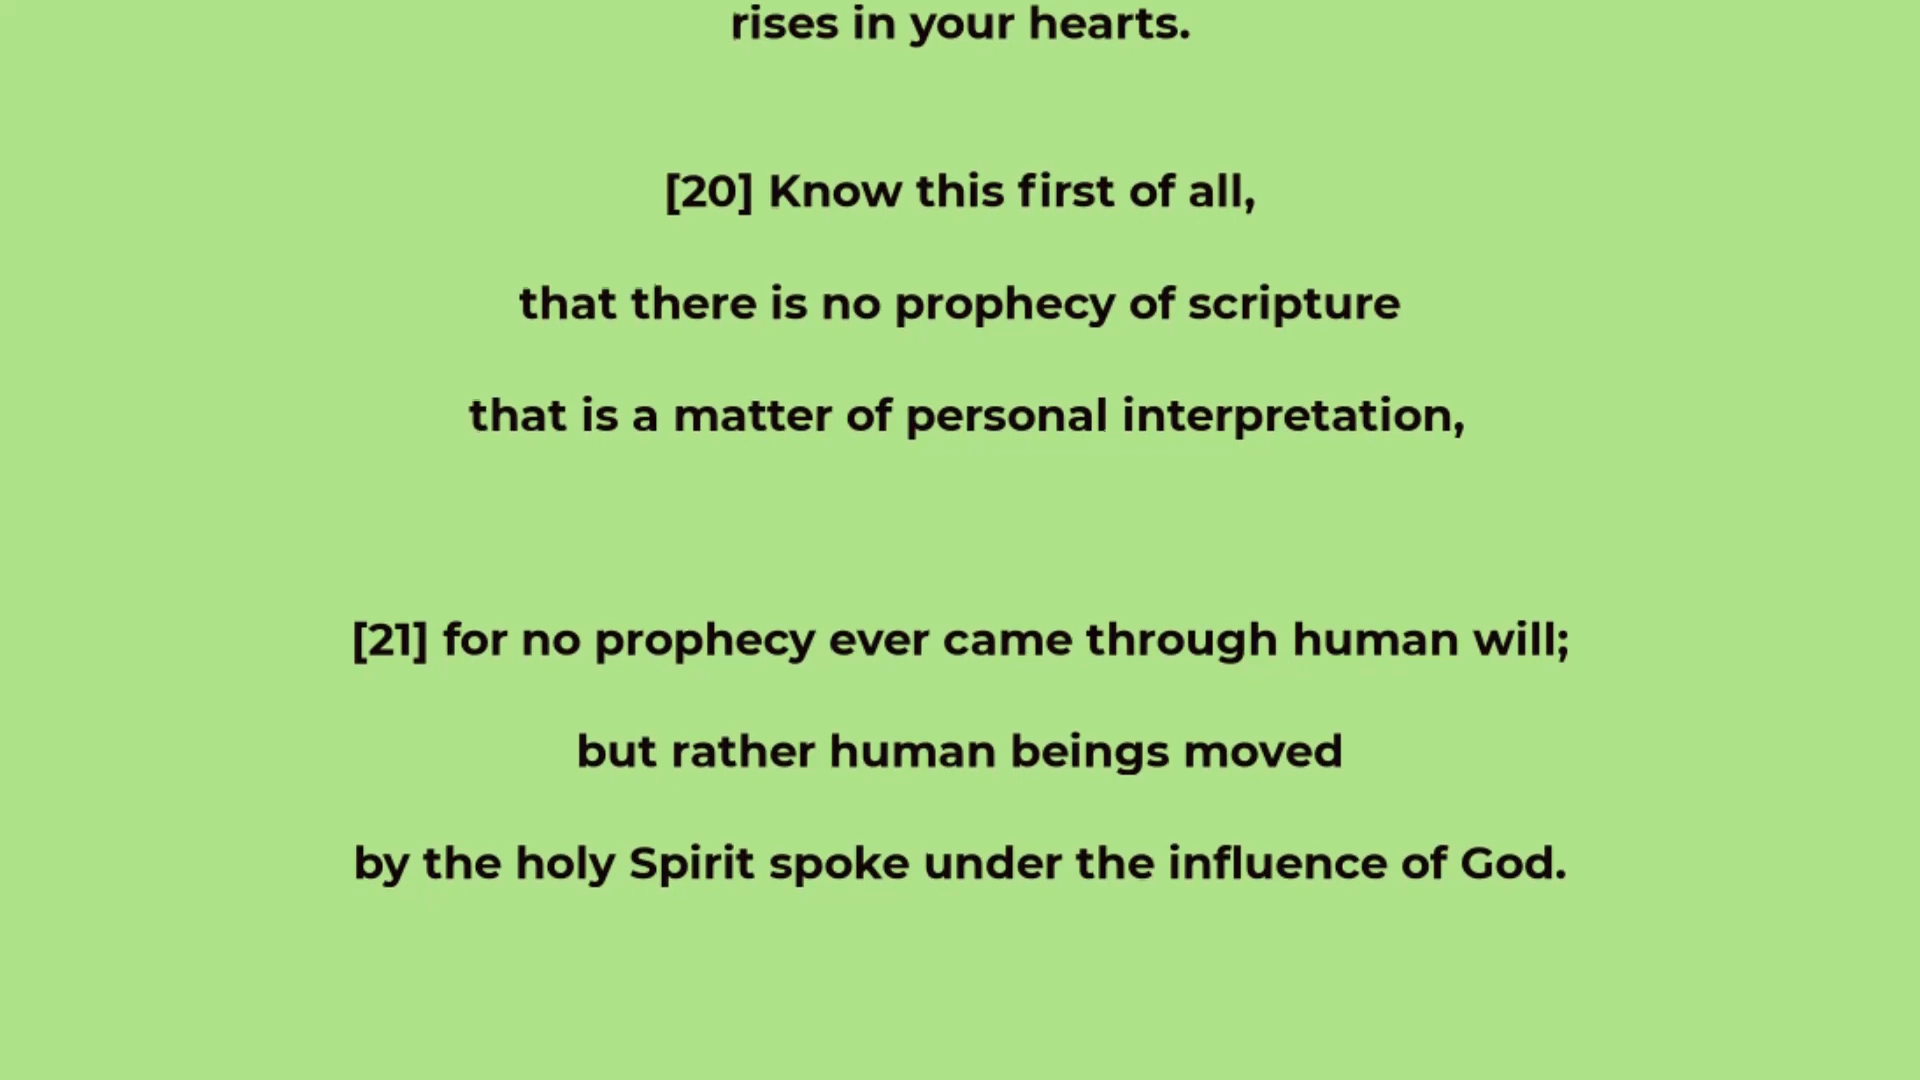 rises in your hearts.
[20] Know this first of all,
that there is no prophecy of scripture
that is a matter of personal interpretation,
[21] for no prophecy ever came through human will;
but rather human beings moved
by the holy Spirit spoke under the influence of God.